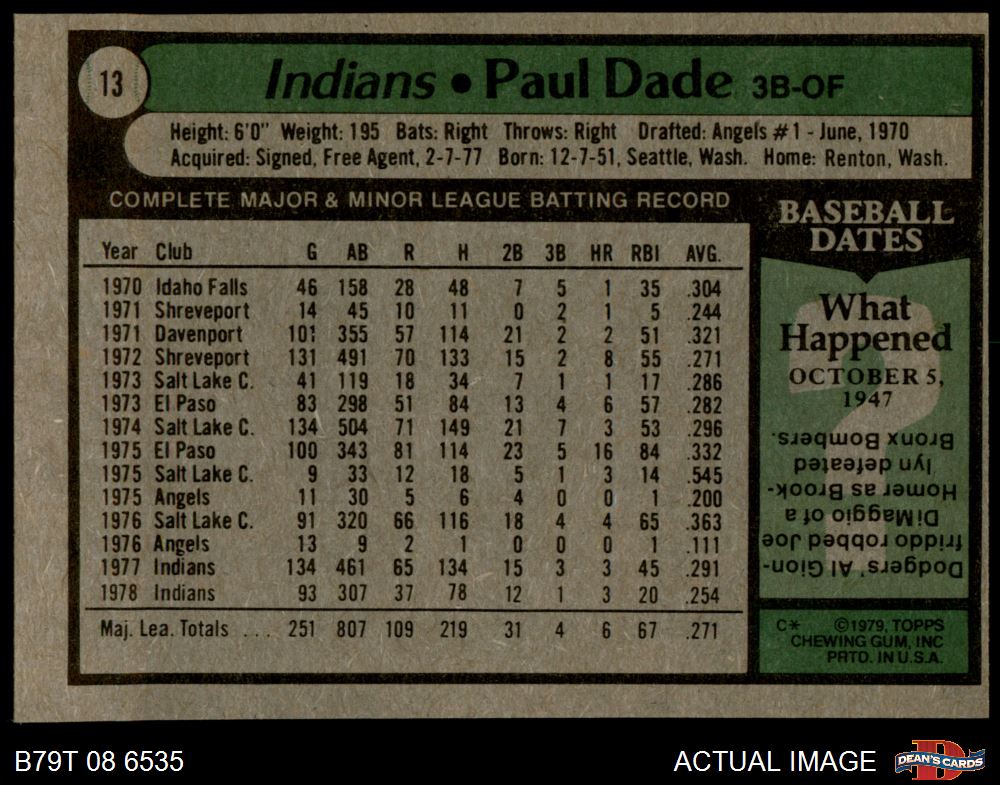 13
Indians • Paul Dade 3B-OF
Height: 6'0" Weight: 195 Bats: Right Throws: Right Drafted: Angels #1 - June, 1970
Acquired: Signed, Free Agent, 2-7-77 Born: 12-7-51, Seattle, Wash. Home: Renton, Wash.
COMPLETE MAJOR & MINOR LEAGUE BATTING RECORD
Year Club G AB R H 2B 3B HR RBI AVG.
1970 Idaho Falls 46 158 28 48 7 5 1 35 .304
1971 Shreveport 14 45 10 11 0 2 1 5 .244
1971 Davenport 101 355 57 114 21 2 2 51 .321
1972 Shreveport 131 491 70 133 15 2 8 55 .271
1973 Salt Lake C. 41 119 18 34 7 1 1 17 .286
1973 El Paso 83 298 51 84 13 4 6 57 .282
1974 Salt Lake C. 134 504 71 149 21 7 3 53 .296
1975 El Paso 100 343 81 114 23 5 16 84 .332
1975 Salt Lake C. 9 33 12 18 5 1 3 14 .545
1975 Angels 11 30 5 6 4 0 0 1 .200
1976 Salt Lake C. 91 320 66 116 18 4 4 65 .363
1976 Angels 13 9 2 1 0 0 0 1 .111
1977 Indians 134 461 65 134 15 3 3 45 .291
1978 Indians 93 307 37 78 12 1 3 20 .254
Maj. Lea. Totals ... 251 807 109 219 31 4 6 67 .271
BASEBALL
DATES
What
Happened
OCTOBER 5,
1947
Dodgers' Al Gion-
friddo robbed Joe
DiMaggio of a
Homer as Brook-
lyn defeated
Bronx Bombers.
C* ©1979, TOPPS
CHEWING GUM, INC
PRTD. IN U.S.A.
B79T 08 6535
ACTUAL IMAGE
DEAN'S CARDS